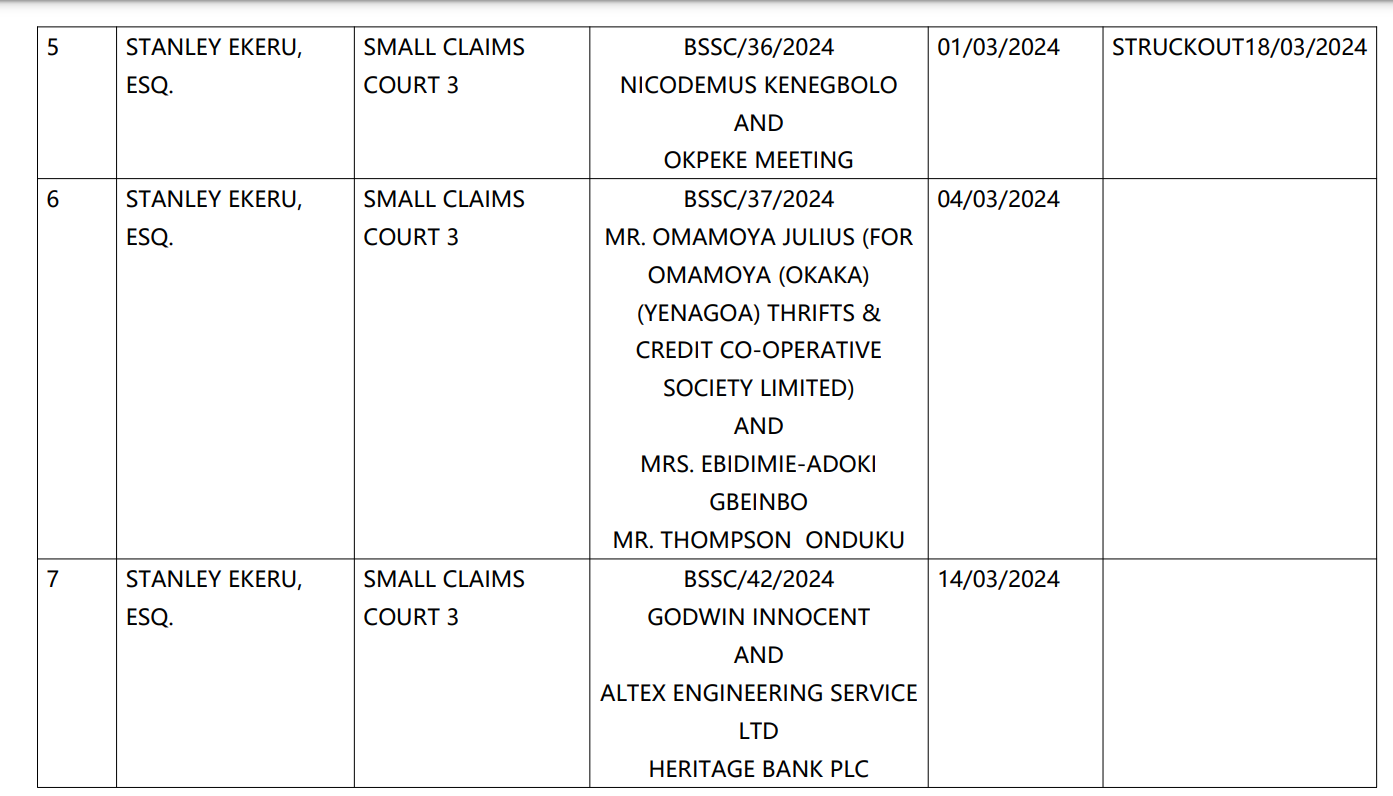 5
STANLEY EKERU,
ESQ.
SMALL CLAIMS
COURT 3
BSSC/36/2024
NICODEMUS KENEGBOLO
AND
OKPEKE MEETING
01/03/2024
STRUCKOUT18/03/2024
6
STANLEY EKERU,
ESQ.
SMALL CLAIMS
COURT 3
BSSC/37/2024
MR. OMAMOYA JULIUS (FOR
OMAMOYA (OKAKA)
(YENAGOA) THRIFTS &
CREDIT CO-OPERATIVE
SOCIETY LIMITED)
AND
MRS. EBIDIMIE-ADOKI
GBEINBO
MR. THOMPSON  ONDUKU
04/03/2024
7
STANLEY EKERU,
ESQ.
SMALL CLAIMS
COURT 3
BSSC/42/2024
GODWIN INNOCENT
AND
ALTEX ENGINEERING SERVICE
LTD
HERITAGE BANK PLC
14/03/2024